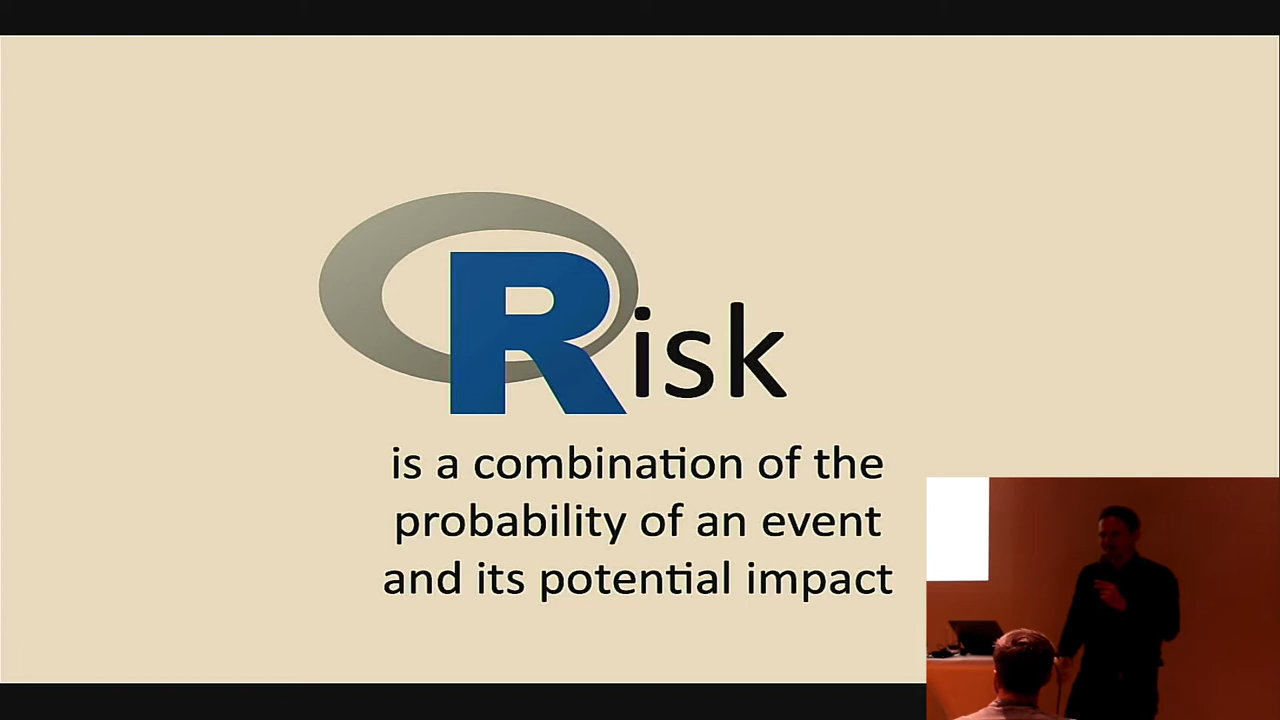 Risk
is a combination of the
probability of an event
and its potential impact